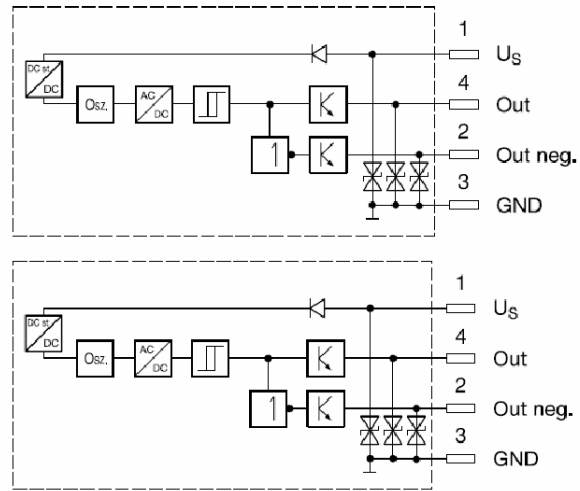 1
U_S
DC st.
DC
4
Osz.
AC
DC
Out
2
1
Out neg.
3
GND
1
U_S
DC st.
DC
4
Osz.
AC
DC
Out
2
1
Out neg.
3
GND